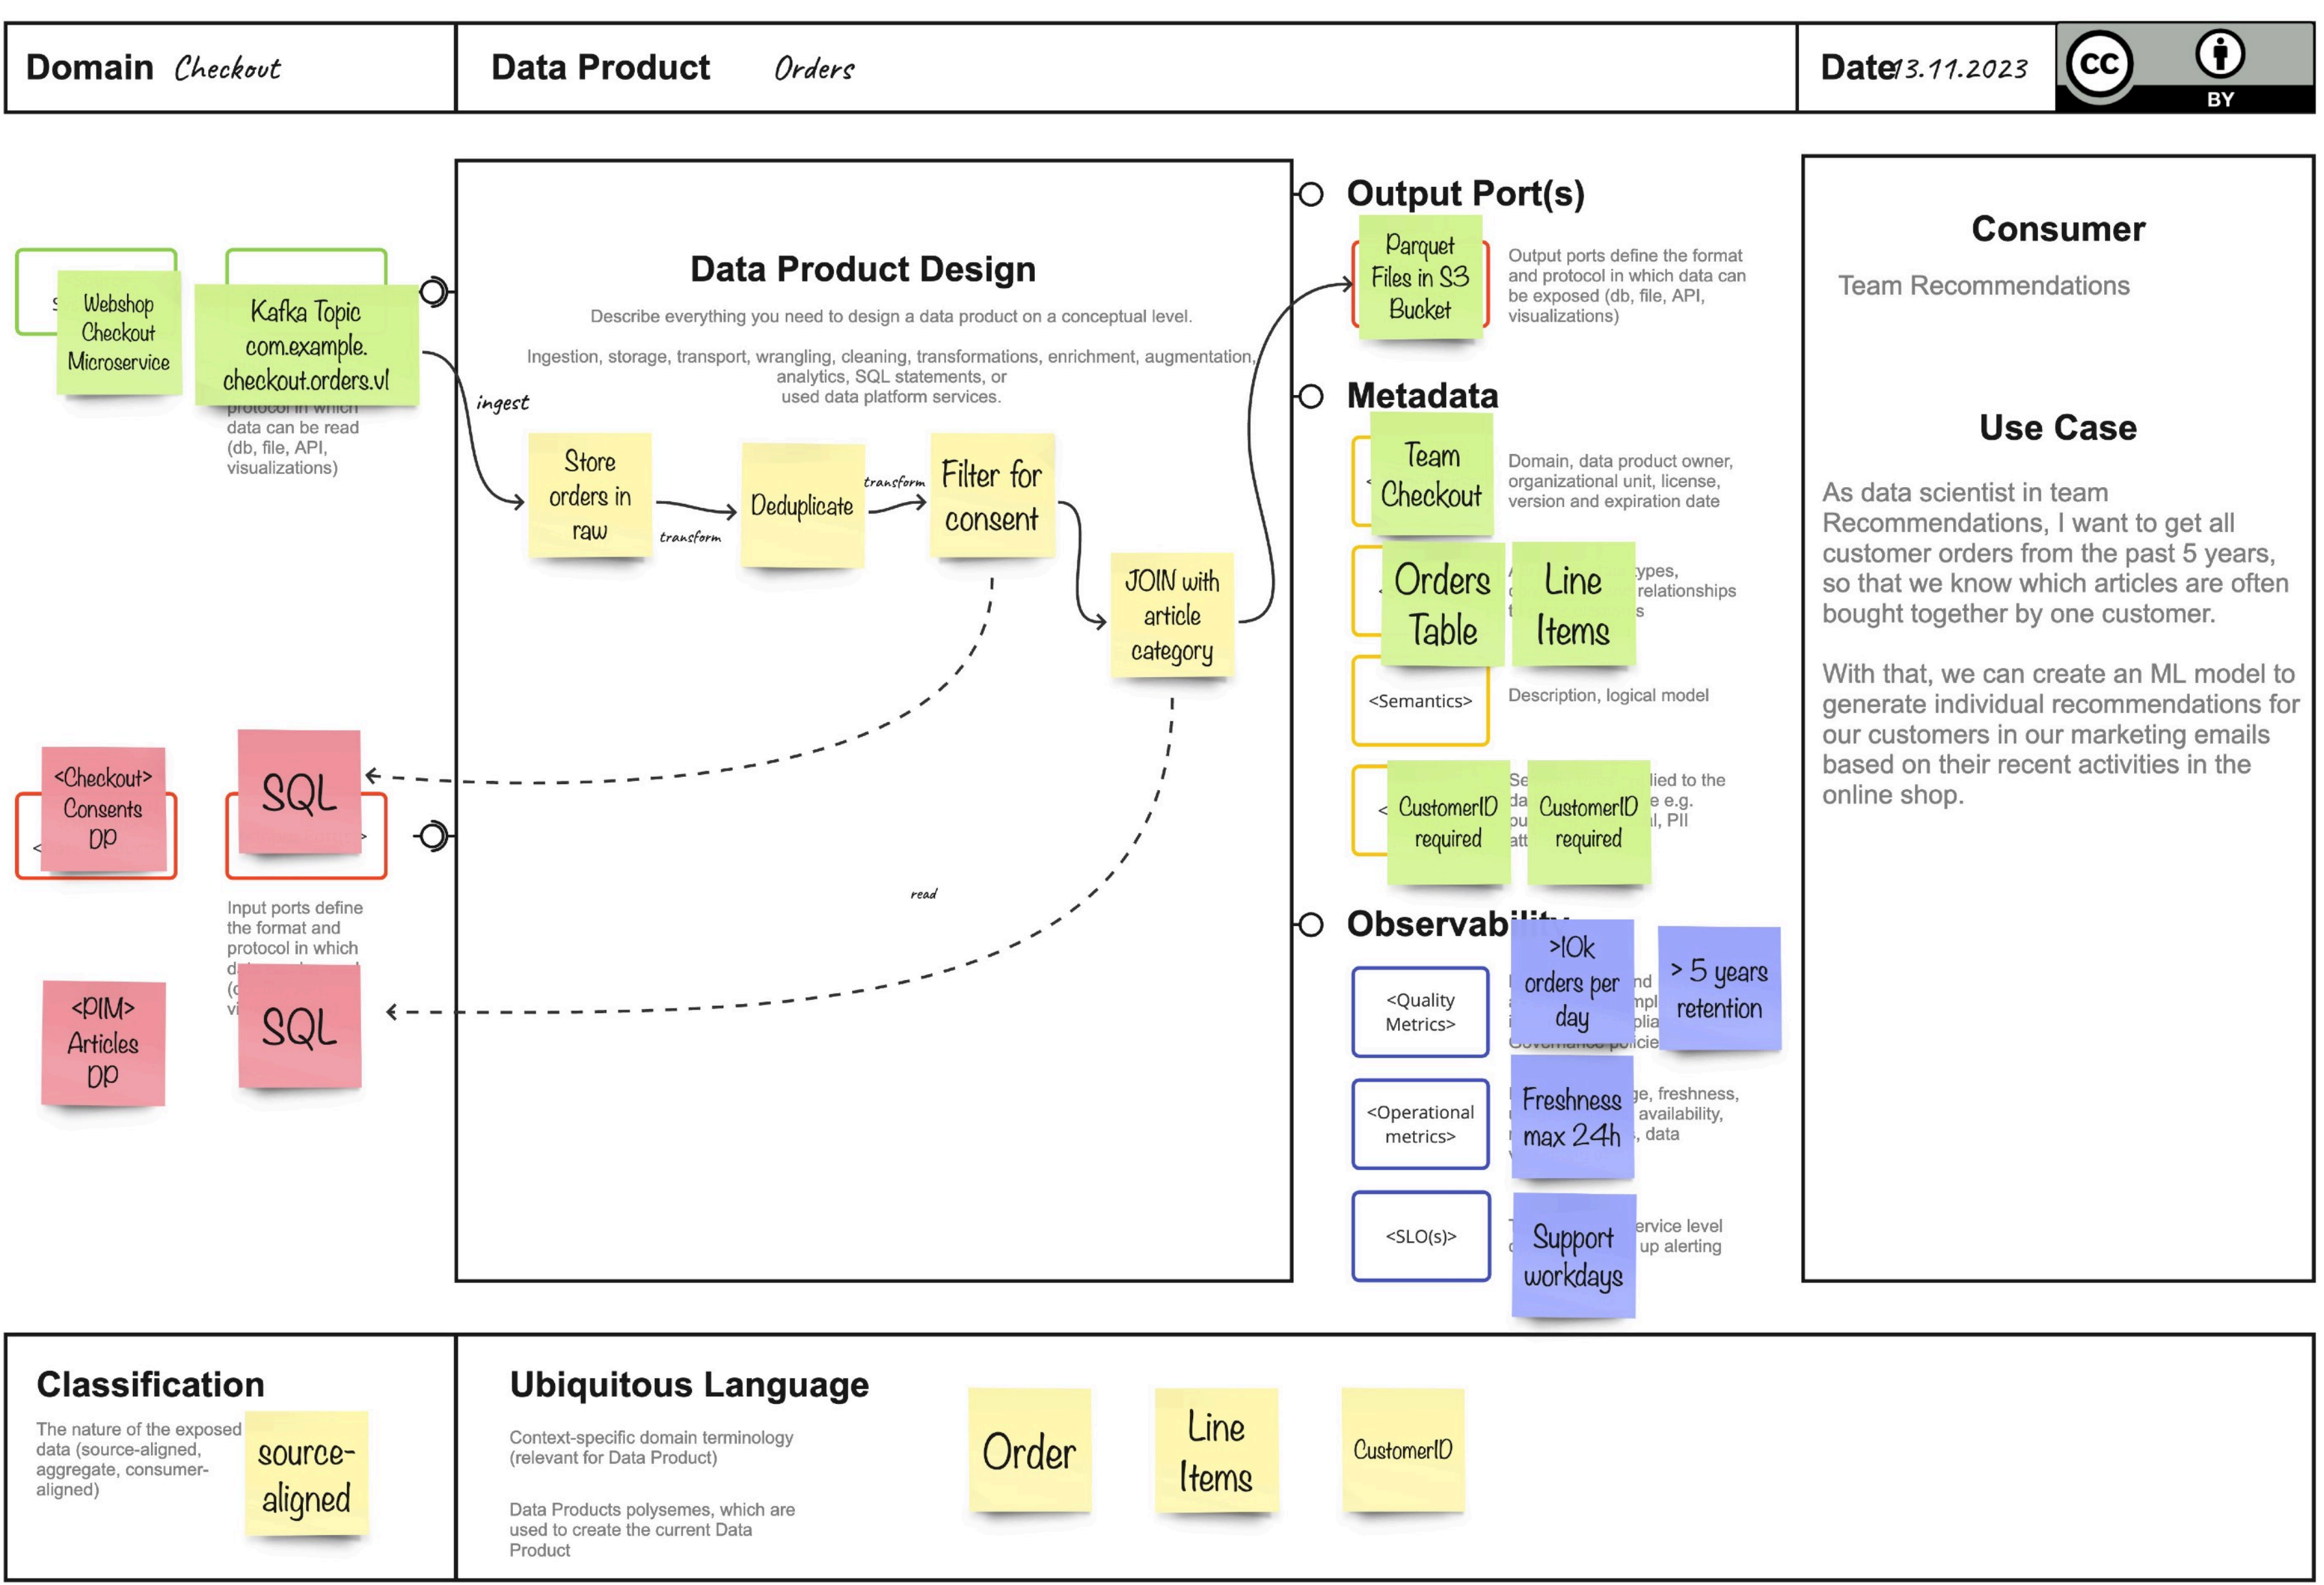 Domain Checkout
Data Product Orders
Date 13.11.2023
CC
BY
Webshop
Checkout
Microservice
Kafka Topic
com.example.
checkout.orders.v1
protocol in which
data can be read
(db, file, API,
visualizations)
<Checkout>
Consents
DP
SQL
Input ports define
the format and
protocol in which
<PIM>
Articles
DP
SQL
Data Product Design
Describe everything you need to design a data product on a conceptual level.
Ingestion, storage, transport, wrangling, cleaning, transformations, enrichment, augmentation,
analytics, SQL statements, or
used data platform services.
ingest
Store
orders in
raw
transform
Deduplicate
transform
Filter for
consent
JOIN with
article
category
read
Output Port(s)
Parquet
Files in S3
Bucket
Output ports define the format
and protocol in which data can
be exposed (db, file, API,
visualizations)
Metadata
Team
Checkout
Domain, data product owner,
organizational unit, license,
version and expiration date
Orders
Table
Line
Items
relationships
<Semantics>
Description, logical model
CustomerID
required
CustomerID
required
to the
e.g.
PII
Observability
<Quality
Metrics>
>10k
orders per
day
> 5 years
retention
<Operational
metrics>
Freshness
max 24h
freshness,
availability,
data
<SLO(s)>
Support
workdays
level
up alerting
Consumer
Team Recommendations
Use Case
As data scientist in team
Recommendations, I want to get all
customer orders from the past 5 years,
so that we know which articles are often
bought together by one customer.
With that, we can create an ML model to
generate individual recommendations for
our customers in our marketing emails
based on their recent activities in the
online shop.
Classification
The nature of the exposed
data (source-aligned,
aggregate, consumer-
aligned)
source-
aligned
Ubiquitous Language
Context-specific domain terminology
(relevant for Data Product)
Data Products polysemes, which are
used to create the current Data
Product
Order
Line
Items
CustomerID